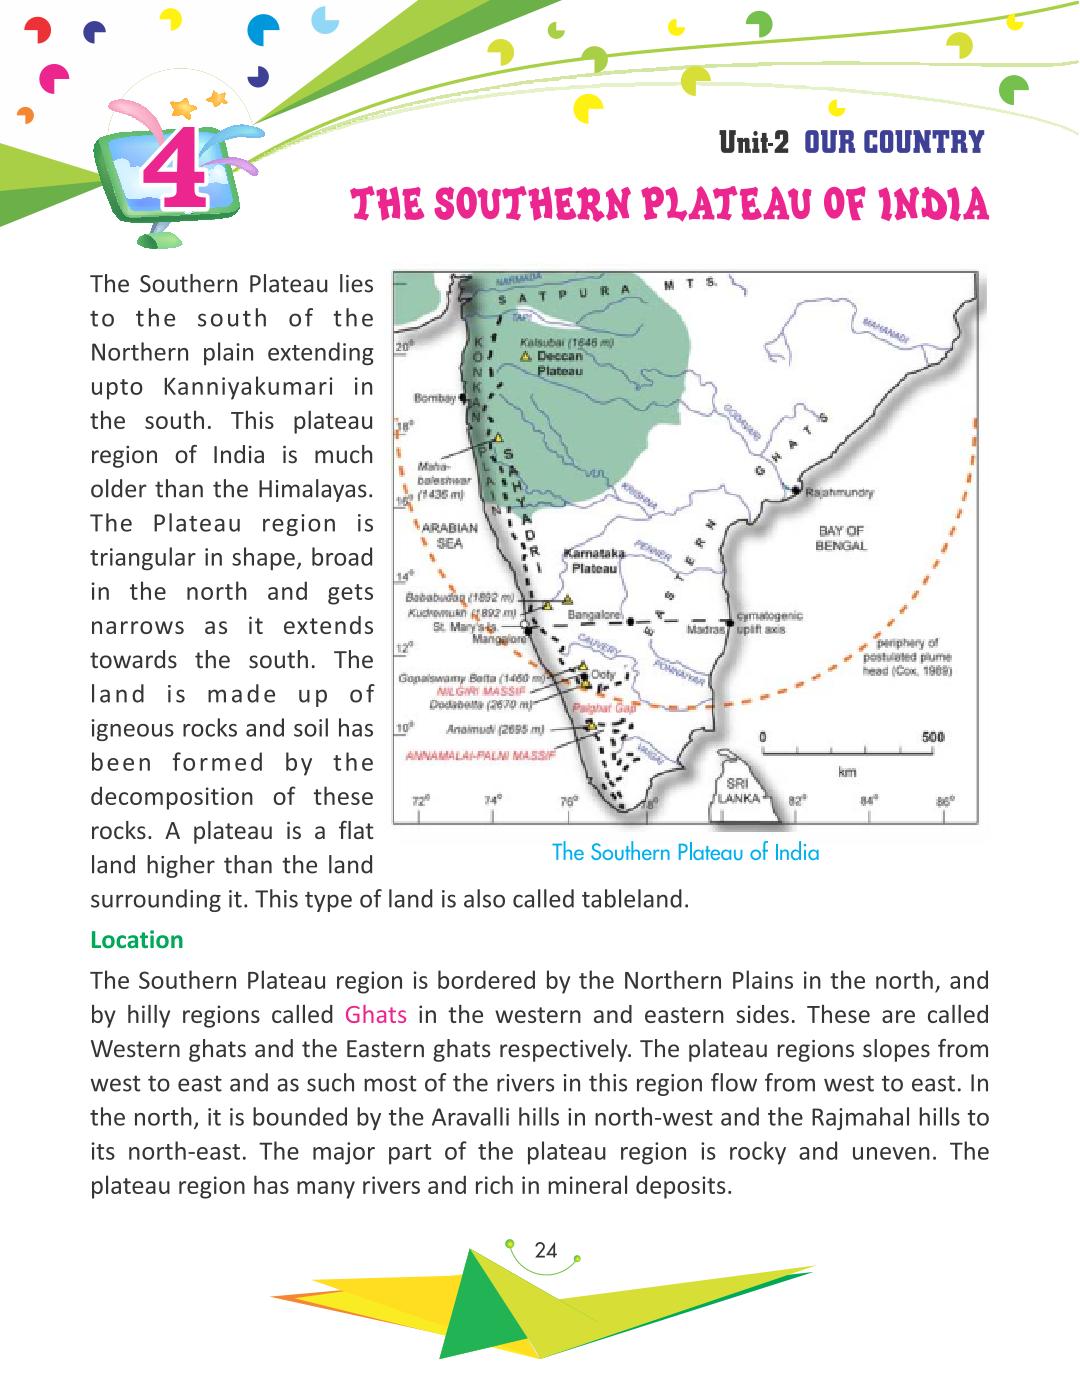 4
Unit-2 OUR COUNTRY
THE SOUTHERN PLATEAU OF INDIA
The Southern Plateau lies
to the south of the
Northern plain extending
upto Kanniyakumari in
the south. This plateau
region of India is much
older than the Himalayas.
The Plateau region is
triangular in shape, broad
in the north and gets
narrows as it extends
towards the south. The
land is made up of
igneous rocks and soil has
been formed by the
decomposition of these
rocks. A plateau is a flat
land higher than the land
surrounding it. This type of land is also called tableland.
NARMADA
SATPURA MTS.
TAPI
MAHANADI
20°
Kalsubai (1646 m)
Deccan
Plateau
KONKAN PLAIN
Bombay
18°
GODAVARI
Maha-
baleshwar
(1436 m)
SAHYADRI
16°
KRISHNA
EASTERN GHATS
Rajahmundry
ARABIAN
SEA
BAY OF
BENGAL
Karnataka
Plateau
PENNER
14°
Bababudan (1892 m)
Kudremukh (1892 m)
St. Mary's Is.
Mangalore
Bangalore
Madras
cymatogenic
uplift axis
12°
CAUVERY
PONNAIYAR
periphery of
postulated plume
head (Cox, 1989)
Gopalswamy Betta (1460 m)
Ooty
NILGIRI MASSIF
Dodabetta (2670 m)
Palghat Gap
10°
Anaimudi (2695 m)
ANNAMALAI-PALNI MASSIF
VAIGAI
0 500
km
SRI
LANKA
72° 74° 76° 78° 82° 84° 86°
The Southern Plateau of India
Location
The Southern Plateau region is bordered by the Northern Plains in the north, and
by hilly regions called Ghats in the western and eastern sides. These are called
Western ghats and the Eastern ghats respectively. The plateau regions slopes from
west to east and as such most of the rivers in this region flow from west to east. In
the north, it is bounded by the Aravalli hills in north-west and the Rajmahal hills to
its north-east. The major part of the plateau region is rocky and uneven. The
plateau region has many rivers and rich in mineral deposits.
24